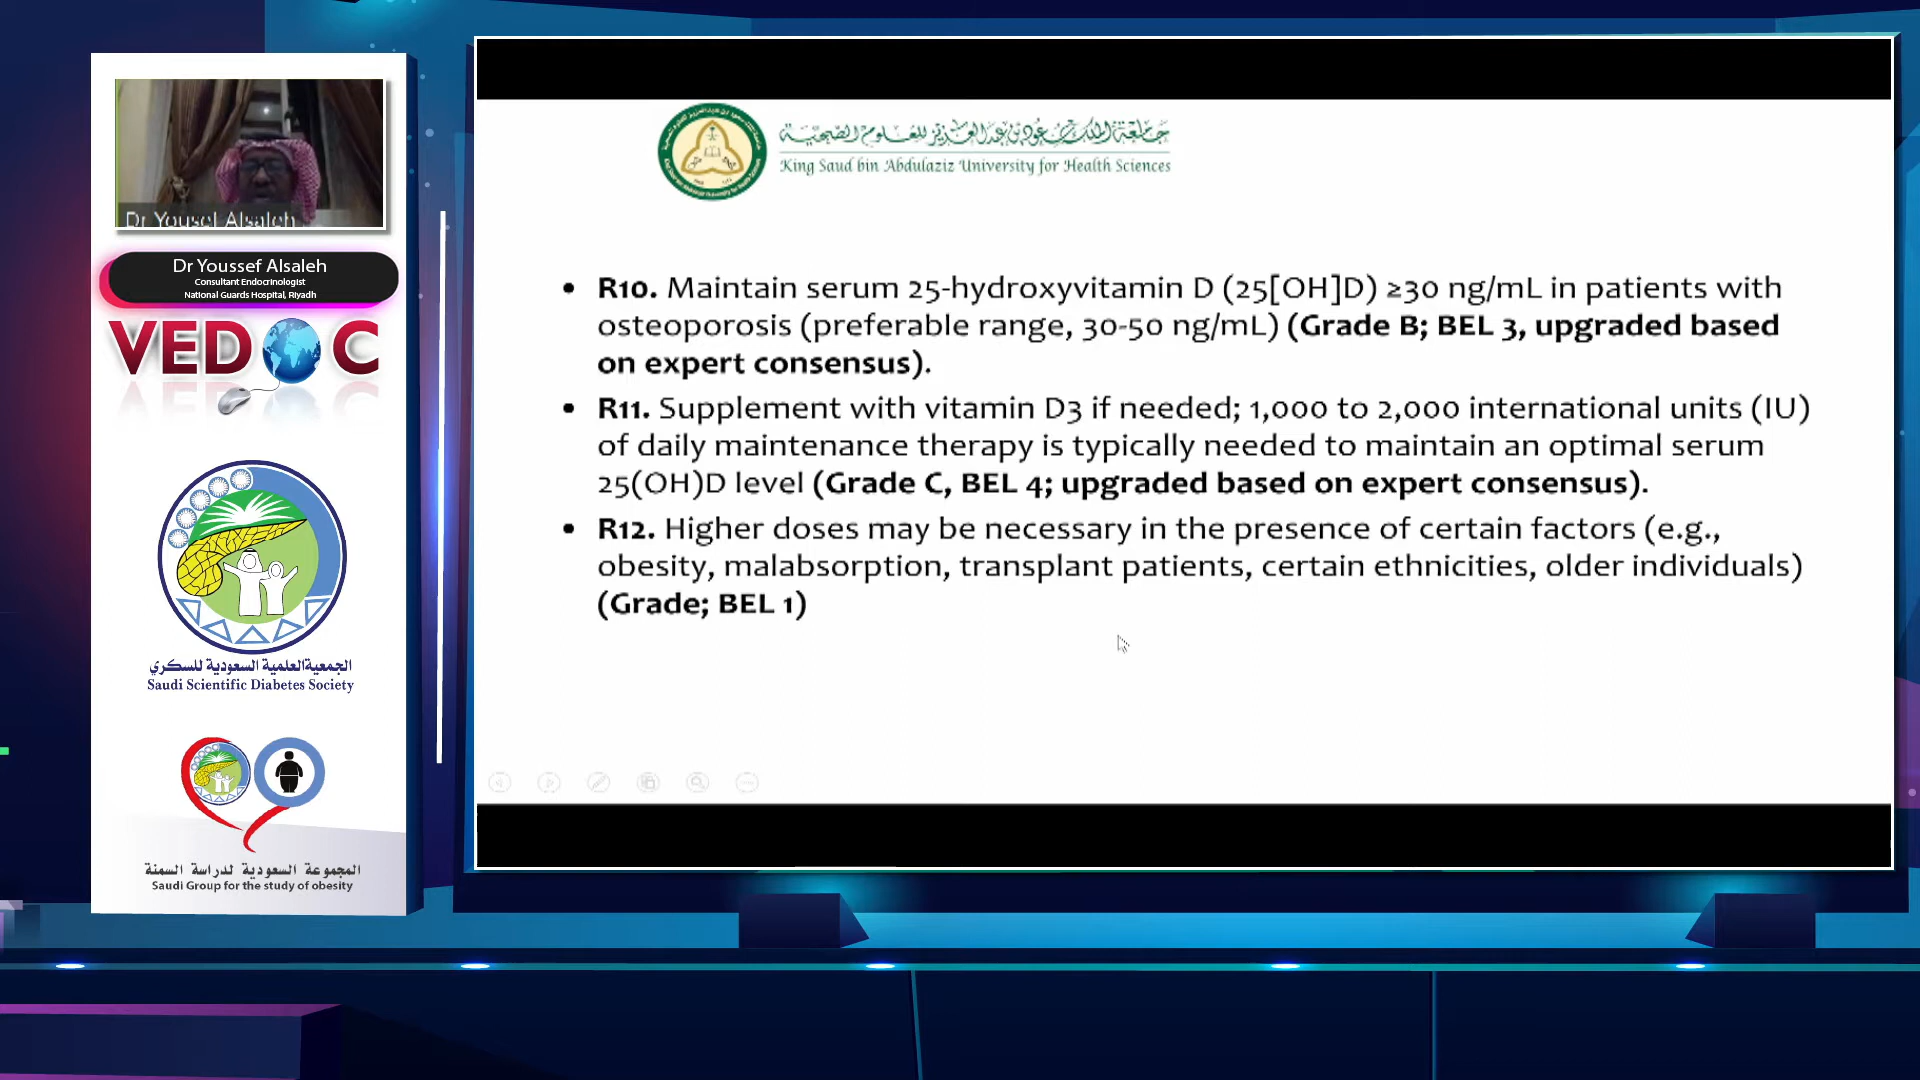 Dr Yousef Alsaleh
Dr Youssef Alsaleh
Consultant Endocrinologist
National Guards Hospital, Riyadh
VEDOC
الجمعية العلمية السعودية للسكري
Saudi Scientific Diabetes Society
المجموعة السعودية لدراسة السمنة
Saudi Group for the study of obesity
جامعة الملك سعود بن عبدالعزيز للعلوم الصحية
King Saud bin Abdulaziz University for Health Sciences
• R10. Maintain serum 25-hydroxyvitamin D (25[OH]D) ≥30 ng/mL in patients with
osteoporosis (preferable range, 30-50 ng/mL) (Grade B; BEL 3, upgraded based
on expert consensus).
• R11. Supplement with vitamin D3 if needed; 1,000 to 2,000 international units (IU)
of daily maintenance therapy is typically needed to maintain an optimal serum
25(OH)D level (Grade C, BEL 4; upgraded based on expert consensus).
• R12. Higher doses may be necessary in the presence of certain factors (e.g.,
obesity, malabsorption, transplant patients, certain ethnicities, older individuals)
(Grade; BEL 1)